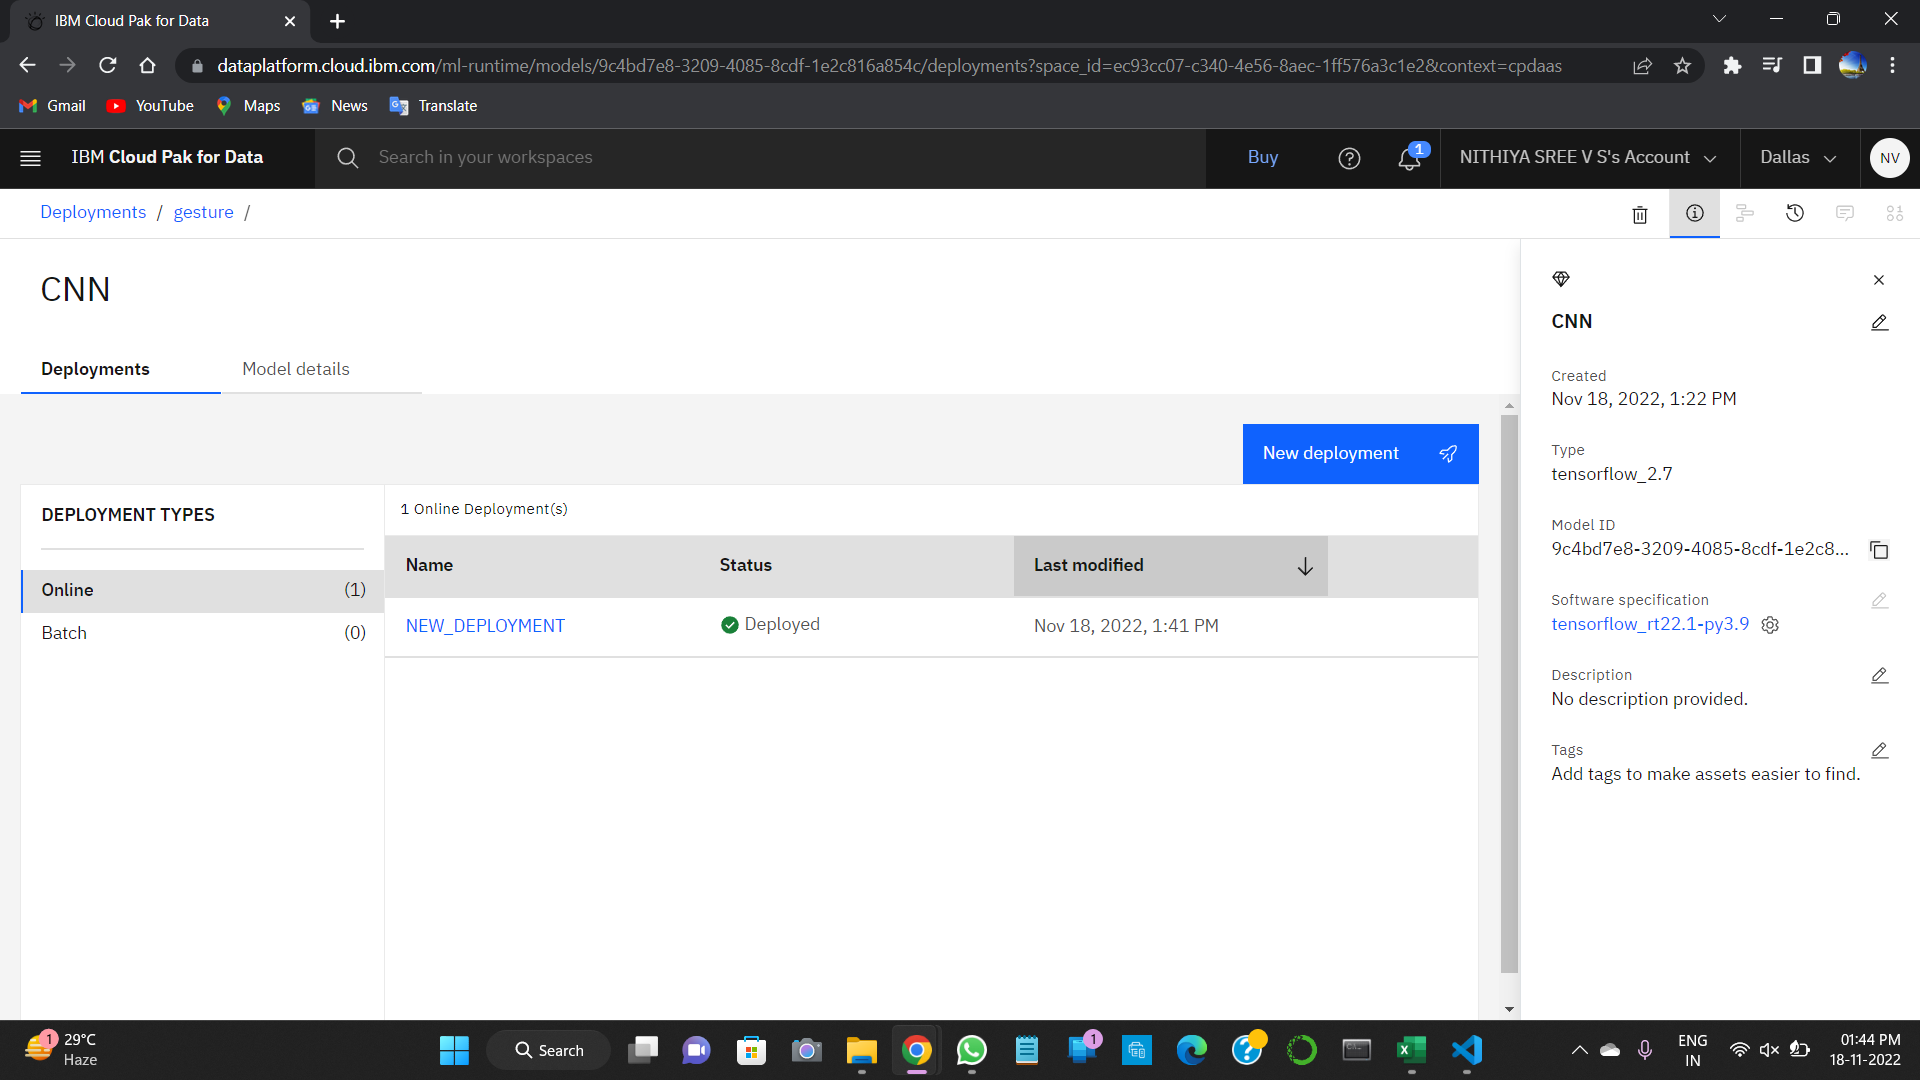 IBM Cloud Pak for Data
dataplatform.cloud.ibm.com/ml-runtime/models/9c4bd7e8-3209-4085-8cdf-1e2c816a854c/deployments?space_id=ec93cc07-c340-4e56-8aec-1ff576a3c1e2&context=cpdaas
Gmail YouTube Maps News Translate
IBM Cloud Pak for Data Search in your workspaces Buy 1 NITHIYA SREE V S's Account Dallas NV
Deployments / gesture /
CNN
Deployments Model details
New deployment
DEPLOYMENT TYPES
Online (1)
Batch (0)
1 Online Deployment(s)
Name Status Last modified
NEW_DEPLOYMENT Deployed Nov 18, 2022, 1:41 PM
CNN
Created
Nov 18, 2022, 1:22 PM
Type
tensorflow_2.7
Model ID
9c4bd7e8-3209-4085-8cdf-1e2c8...
Software specification
tensorflow_rt22.1-py3.9
Description
No description provided.
Tags
Add tags to make assets easier to find.
1 29°C
Haze
Search
1
ENG
IN
01:44 PM
18-11-2022